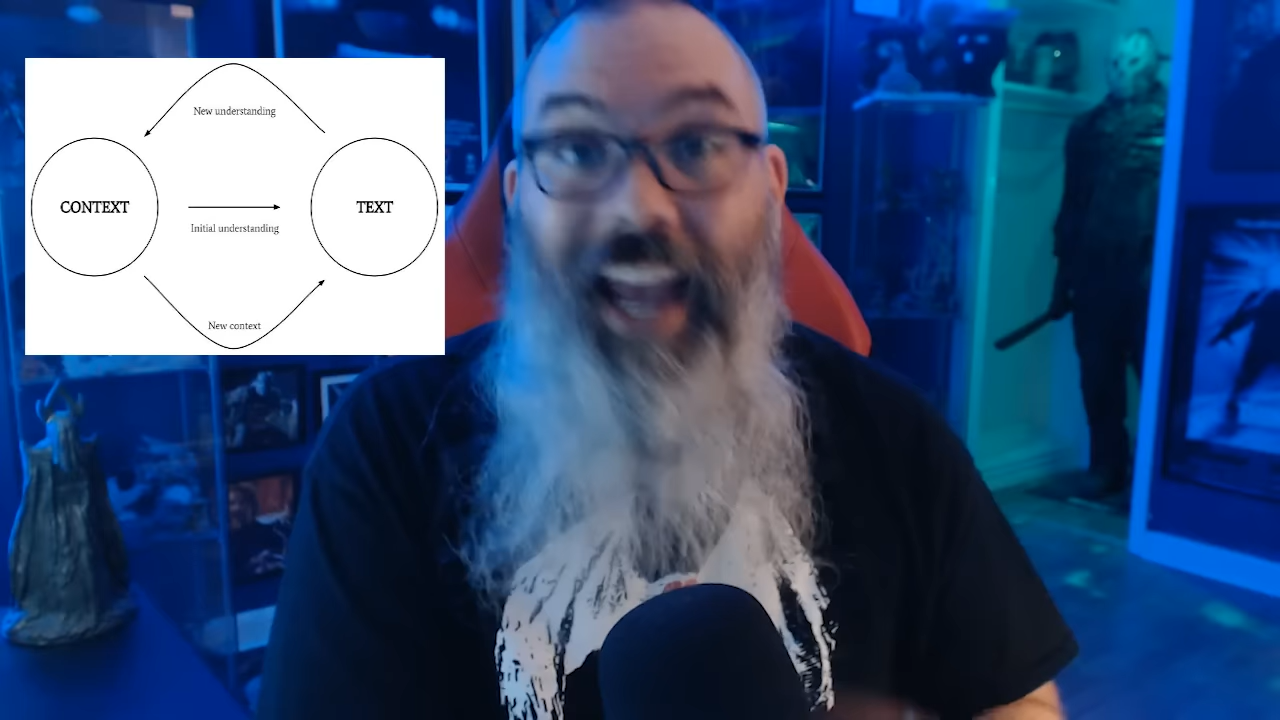 New understanding
CONTEXT
TEXT
Initial understanding
New context